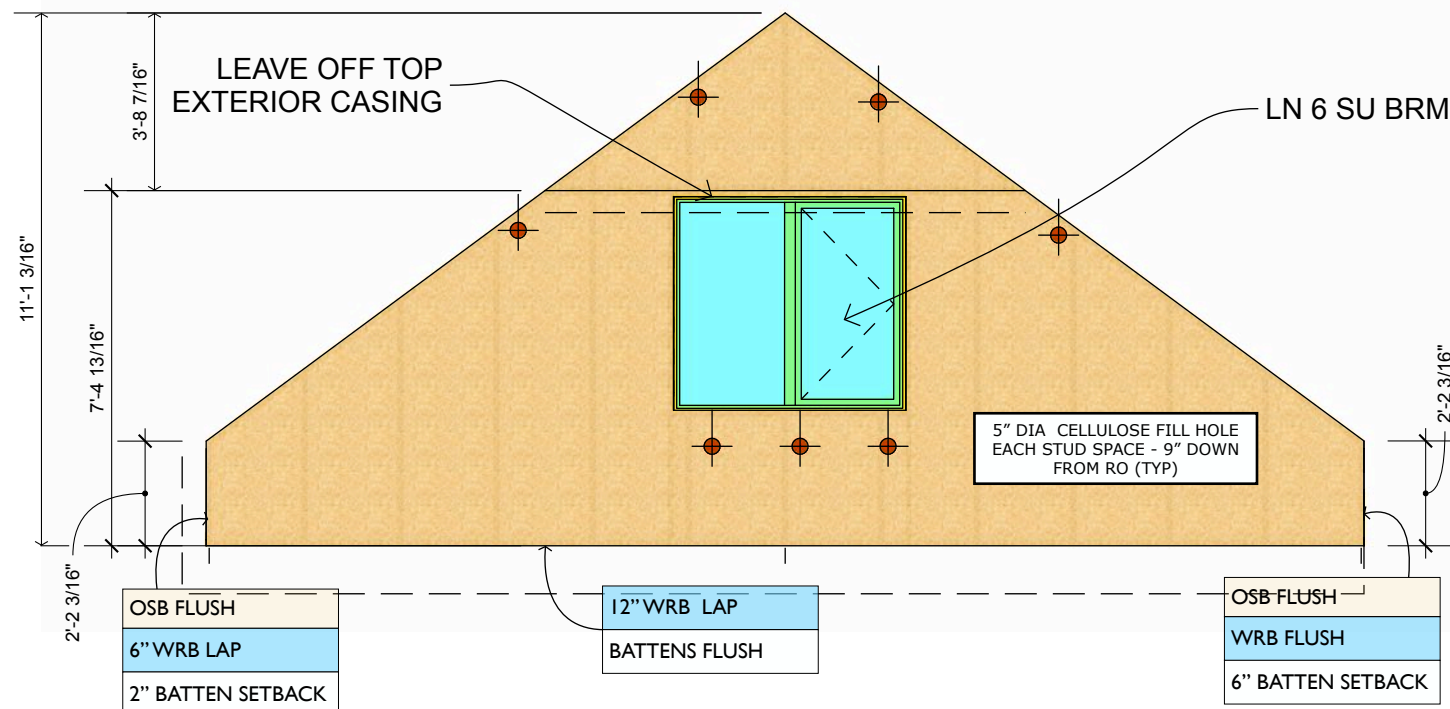 3'-8 7/16"
LEAVE OFF TOP
EXTERIOR CASING
LN 6 SU BRM
11'-1 3/16"
7'-4 13/16"
2'-2 3/16"
5” DIA CELLULOSE FILL HOLE
EACH STUD SPACE - 9” DOWN
FROM RO (TYP)
2'-2 3/16"
OSB FLUSH
6” WRB LAP
2” BATTEN SETBACK
12” WRB LAP
BATTENS FLUSH
OSB FLUSH
WRB FLUSH
6” BATTEN SETBACK